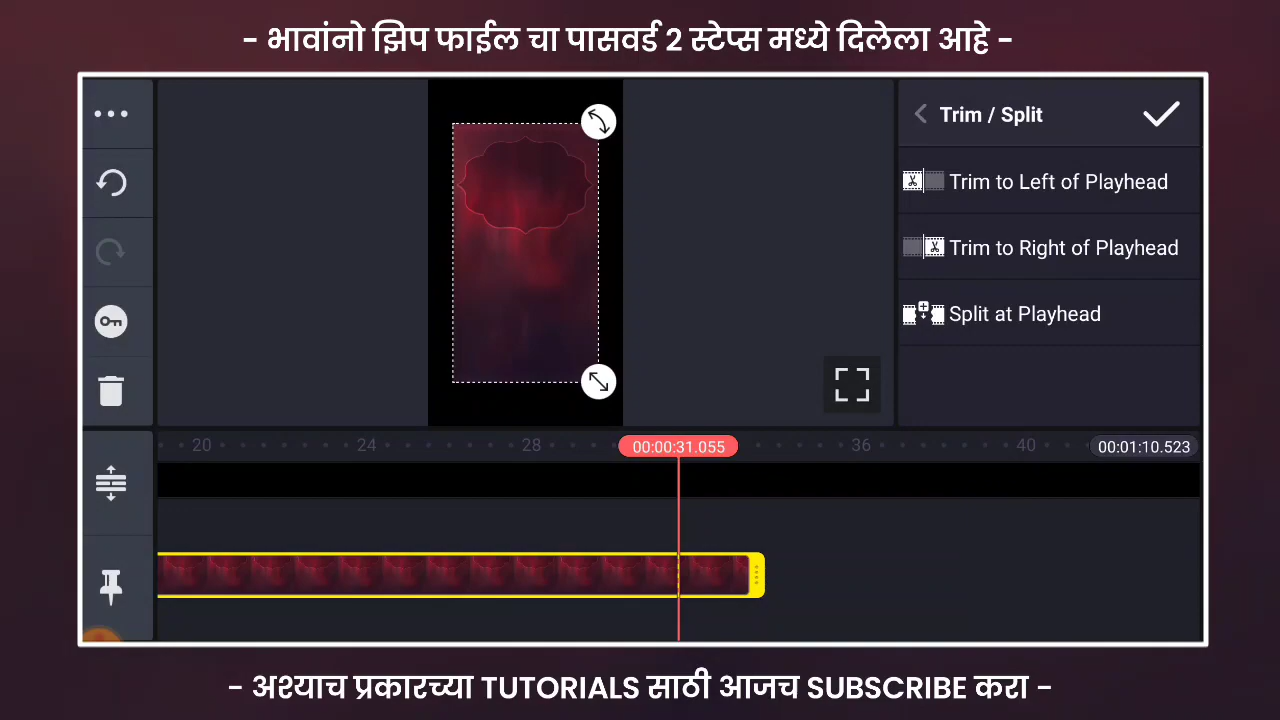 - भावांनो झिप फाईल चा पासवर्ड 2 स्टेप्स मध्ये दिलेला आहे -
Trim / Split
Trim to Left of Playhead
Trim to Right of Playhead
Split at Playhead
20 24 28 00:00:31.055 36 40 00:01:10.523
- अश्याच प्रकारच्या TUTORIALS साठी आजच SUBSCRIBE करा -